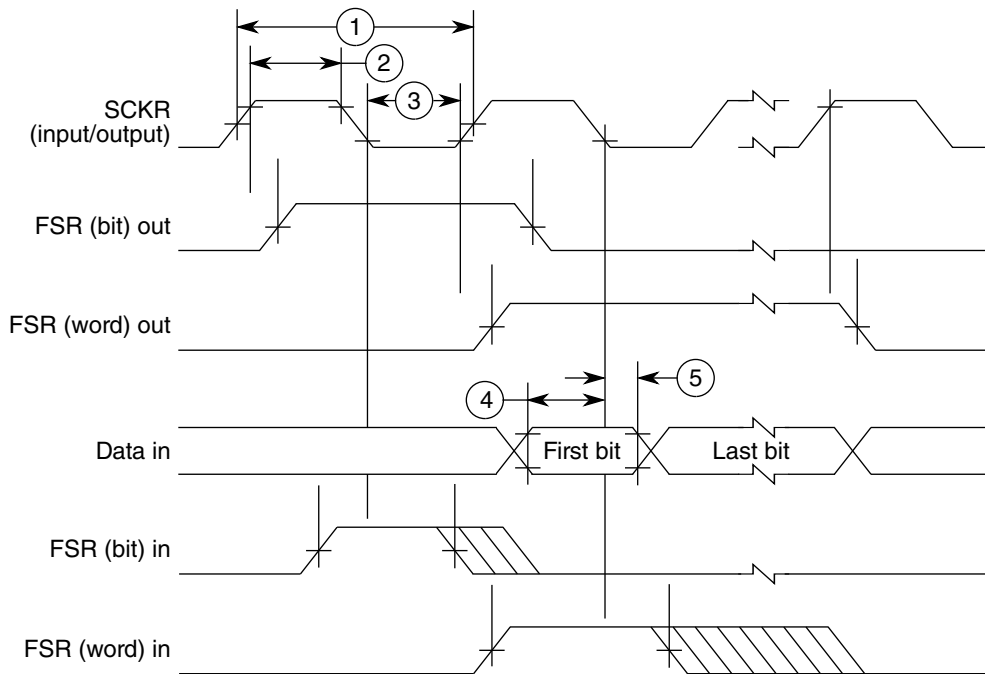 1
2
3
SCKR
(input/output)
FSR (bit) out
FSR (word) out
4
5
Data in
First bit
Last bit
FSR (bit) in
FSR (word) in